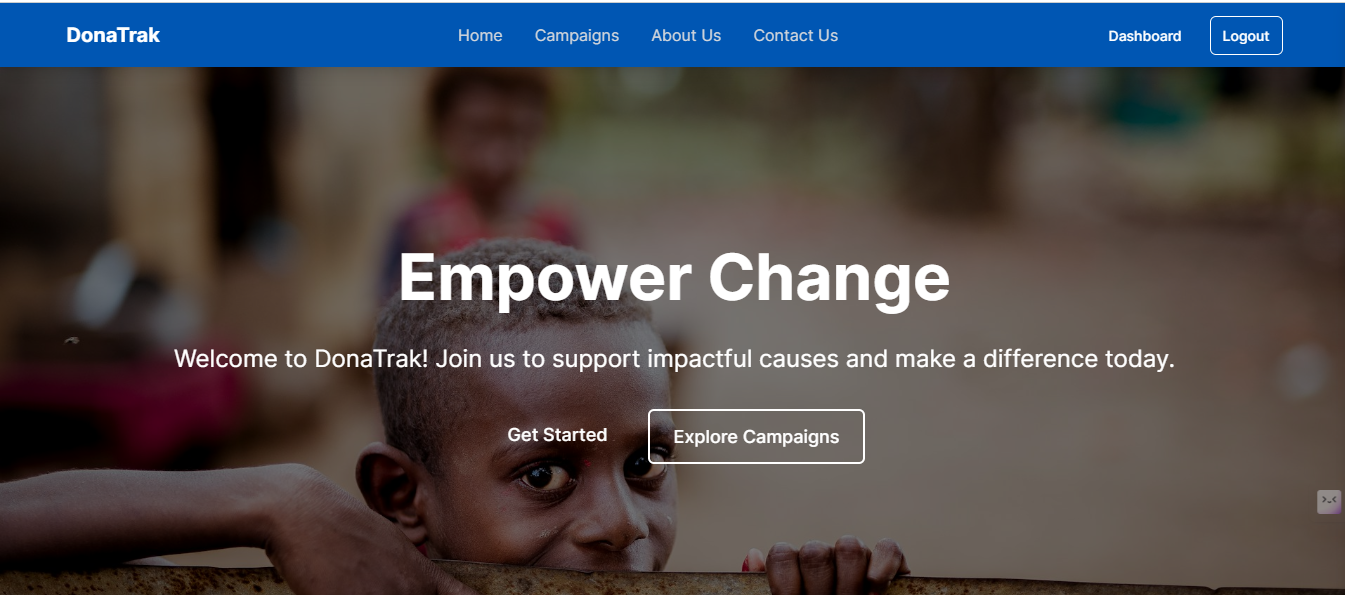 DonaTrak
Home
Campaigns
About Us
Contact Us
Dashboard
Logout
Empower Change
Welcome to DonaTrak! Join us to support impactful causes and make a difference today.
Get Started
Explore Campaigns